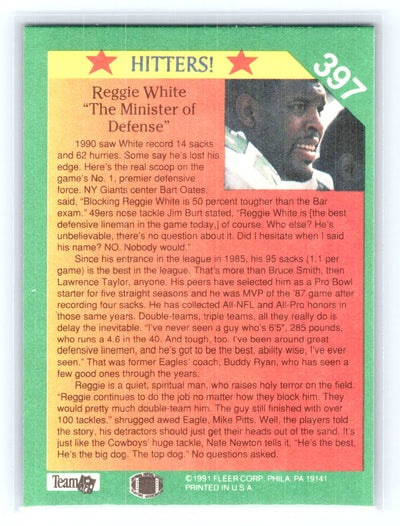 HITTERS!
397
Reggie White
"The Minister of
Defense"
1990 saw White record 14 sacks
and 62 hurries. Some say he's lost his
edge. Here's the real scoop on the
game's No. 1, premier defensive
force. NY Giants center Bart Oates
said, "Blocking Reggie White is 50 percent tougher than the Bar
exam." 49ers nose tackle Jim Burt stated, "Reggie White is [the best
defensive lineman in the game today,] of course. Who else? He's
unbelievable, there's no question about it. Did I hesitate when I said
his name? NO. Nobody would."
Since his entrance in the league in 1985, his 95 sacks (1.1 per
game) is the best in the league. That's more than Bruce Smith, then
Lawrence Taylor, anyone. His peers have selected him as a Pro Bowl
starter for five straight seasons and he was MVP of the '87 game after
recording four sacks. He has collected All-NFL and All-Pro honors in
those same years. Double-teams, triple teams, all they really do is
delay the inevitable. "I've never seen a guy who's 6'5", 285 pounds,
who runs a 4.6 in the 40. And tough, too. I've been around great
defensive linemen, and he's got to be the best, ability wise, I've ever
seen." That was former Eagles' coach, Buddy Ryan, who has seen a
few good ones through the years.
Reggie is a quiet, spiritual man, who raises holy terror on the field.
"Reggie continues to do the job no matter how they block him. They
would pretty much double-team him. The guy still finished with over
100 tackles," shrugged awed Eagle, Mike Pitts. Well, the players told
the story, his detractors should just get their heads out of the sand. It's
just like the Cowboys' huge tackle, Nate Newton tells it, "He's the best.
He's the big dog. The top dog." No questions asked.
Team NFL
©1991 FLEER CORP., PHILA. PA 19141
PRINTED IN U.S.A.